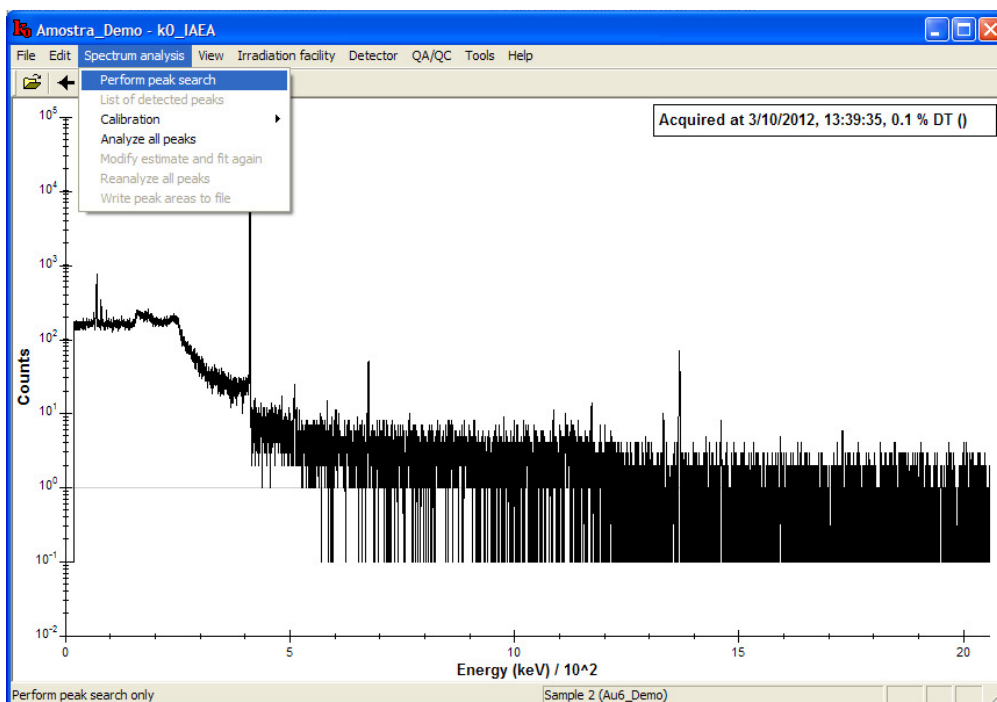 Amostra_Demo - k0_IAEA
File Edit Spectrum analysis View Irradiation facility Detector QA/QC Tools Help
Perform peak search
List of detected peaks
Calibration
Analyze all peaks
Modify estimate and fit again
Reanalyze all peaks
Write peak areas to file
Acquired at 3/10/2012, 13:39:35, 0.1 % DT ()
10^5
10^4
10^3
10^2
10^1
10^0
10^-1
10^-2
Counts
0 5 10 15 20
Energy (keV) / 10^2
Perform peak search only Sample 2 (Au6_Demo)